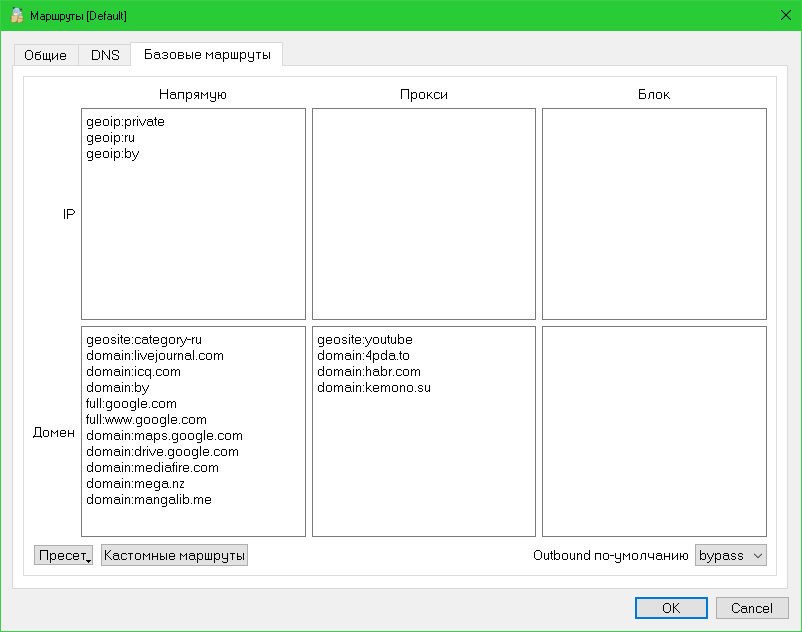 Маршруты [Default]
Общие
DNS
Базовые маршруты
Напрямую
Прокси
Блок
IP
geoip:private
geoip:ru
geoip:by
Домен
geosite:category-ru
domain:livejournal.com
domain:icq.com
domain:by
full:google.com
full:www.google.com
domain:maps.google.com
domain:drive.google.com
domain:mediafire.com
domain:mega.nz
domain:mangalib.me
geosite:youtube
domain:4pda.to
domain:habr.com
domain:kemono.su
Пресет
Кастомные маршруты
Outbound по-умолчанию
bypass
OK
Cancel